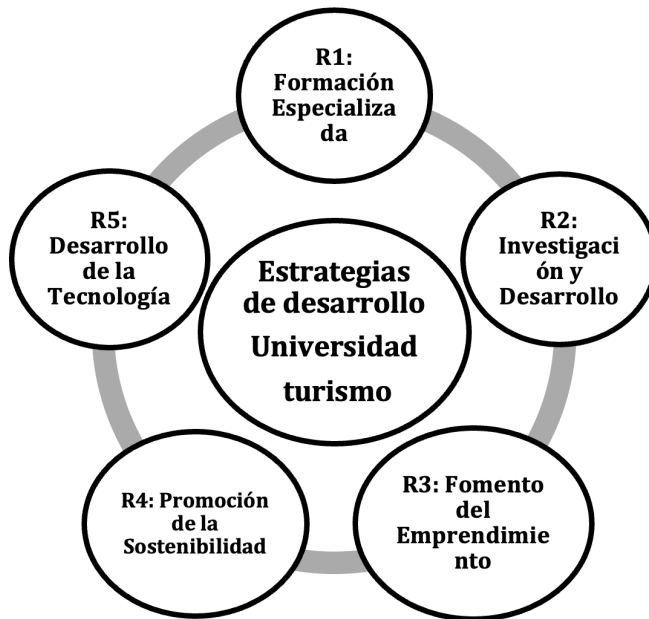 R1:
Formación
Especializa
da
R2:
Investigaci
ón y
Desarrollo
R3: Fomento
del
Emprendimie
nto
R4: Promoción
de la
Sostenibilidad
R5:
Desarrollo
de la
Tecnología
Estrategias
de desarrollo
Universidad
turismo